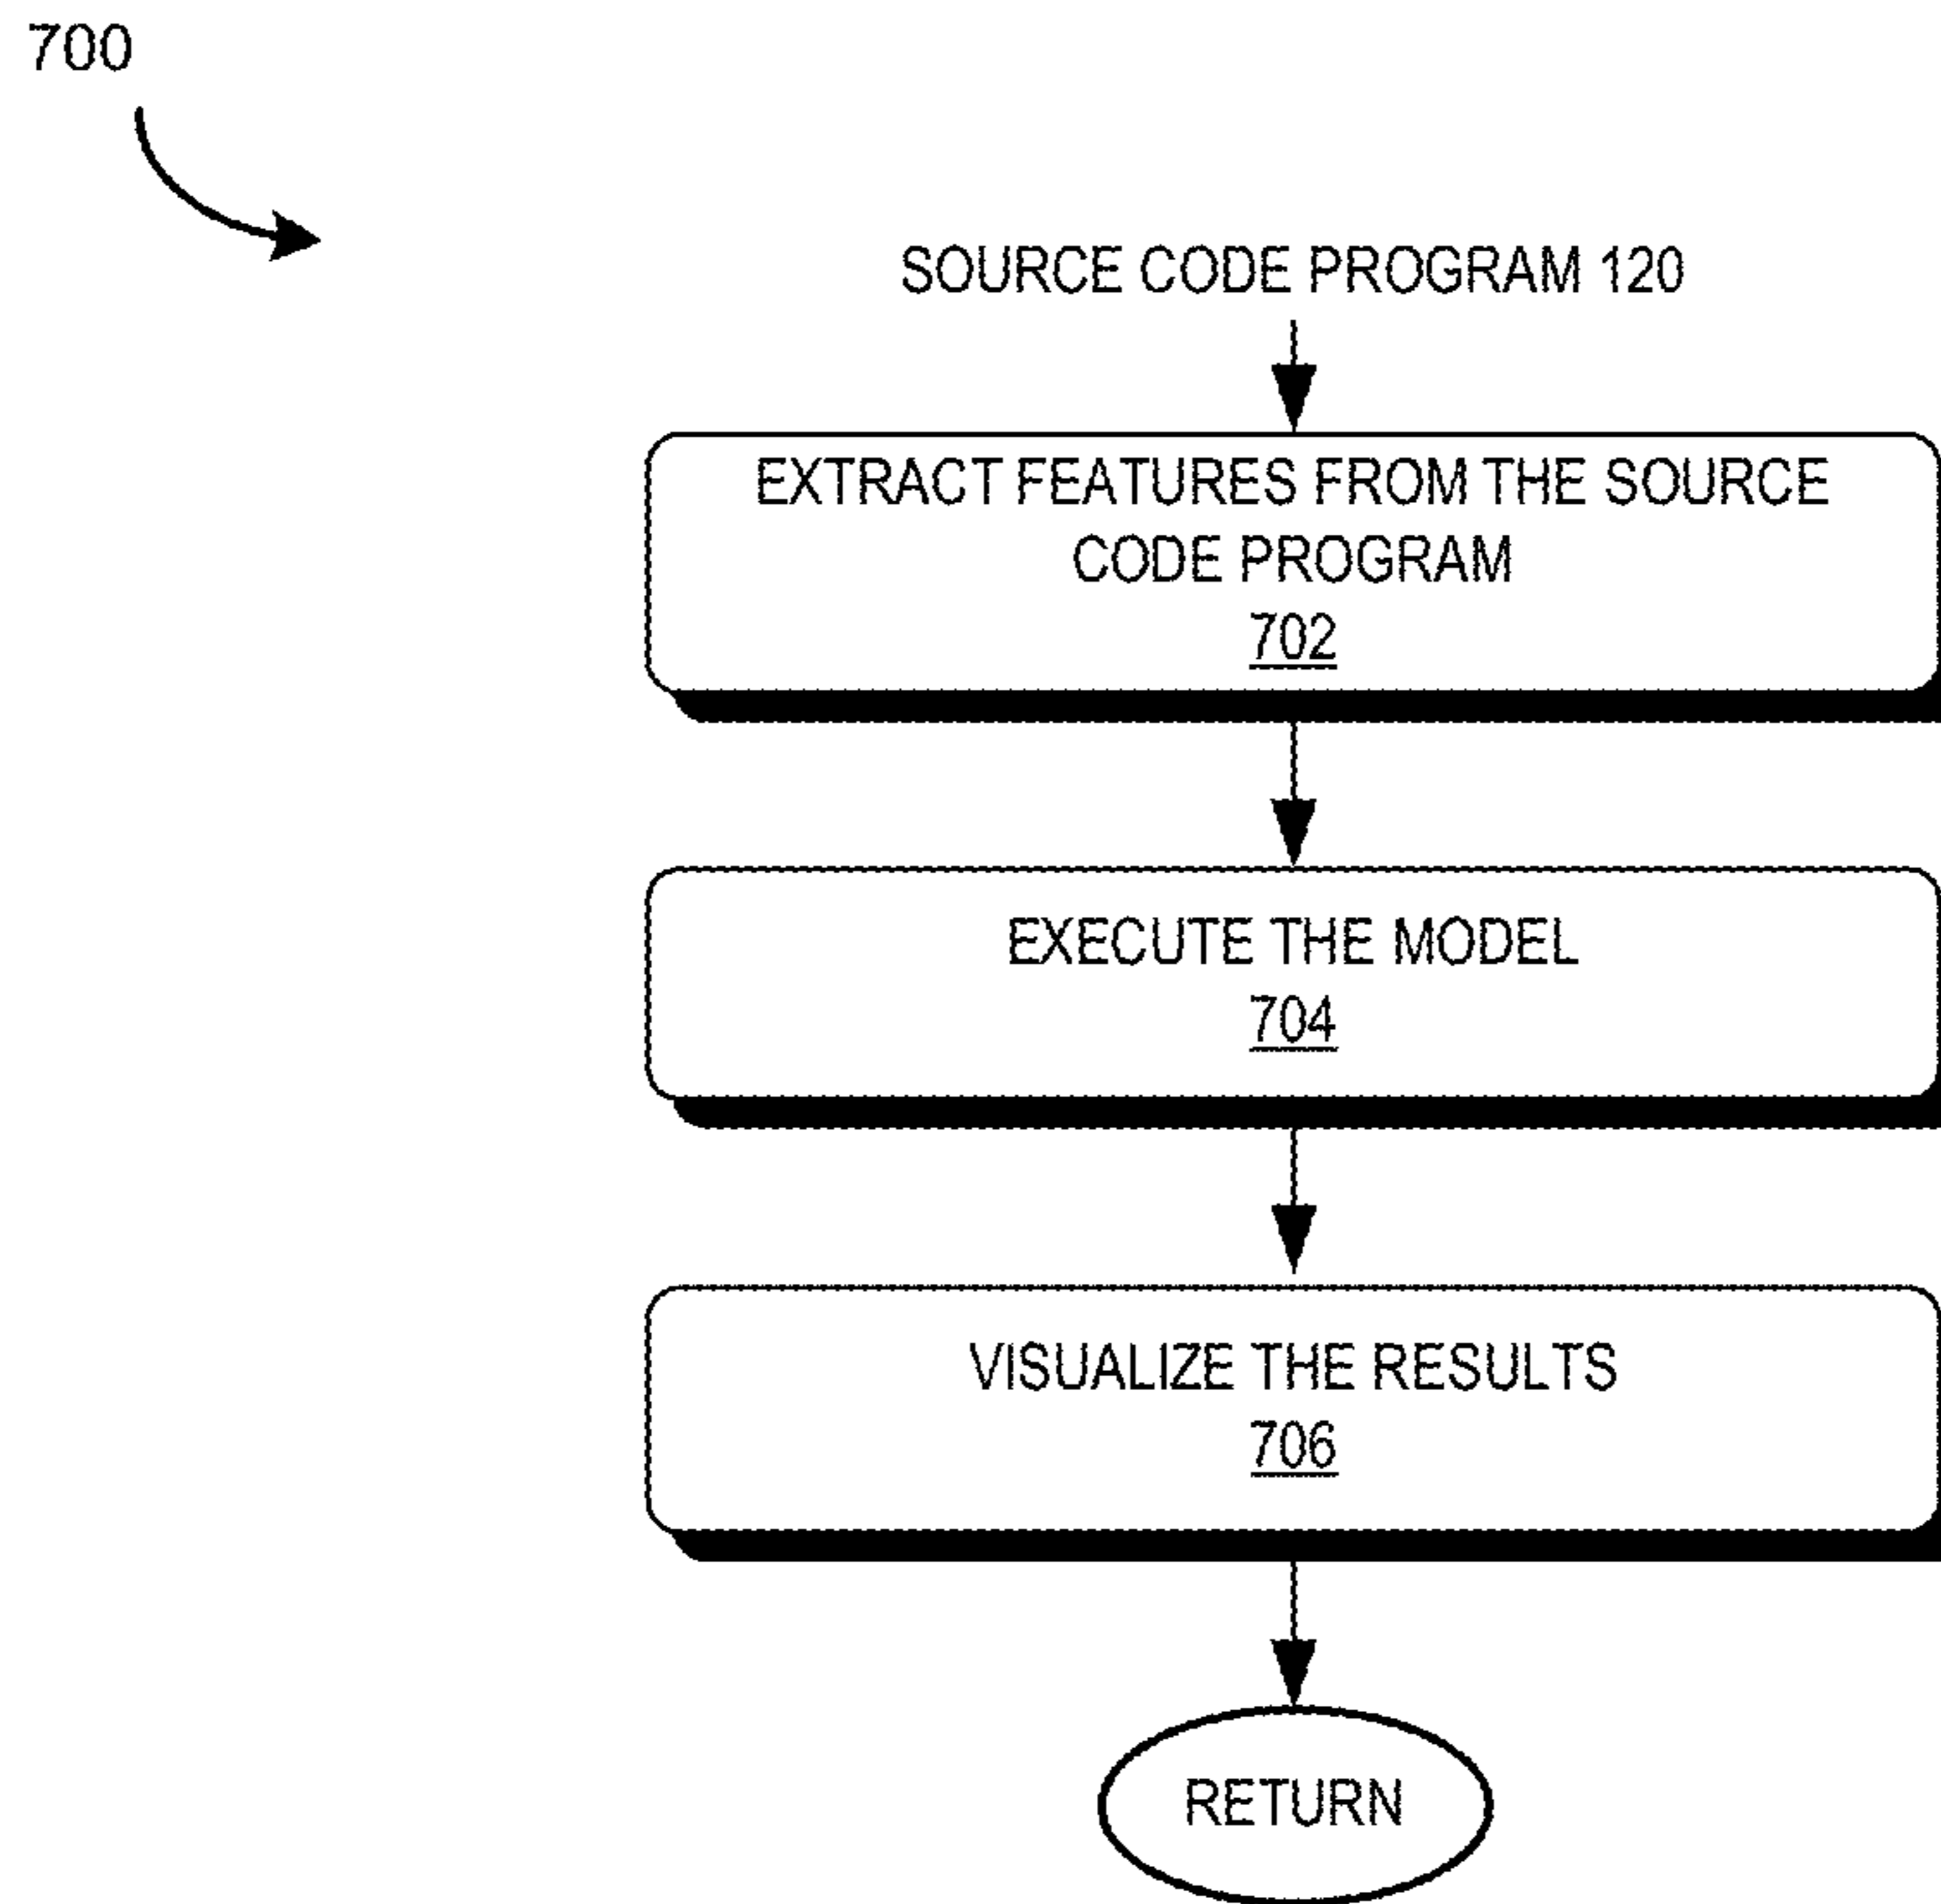 700
SOURCE CODE PROGRAM 120
EXTRACT FEATURES FROM THE SOURCE
CODE PROGRAM
702
EXECUTE THE MODEL
704
VISUALIZE THE RESULTS
706
RETURN